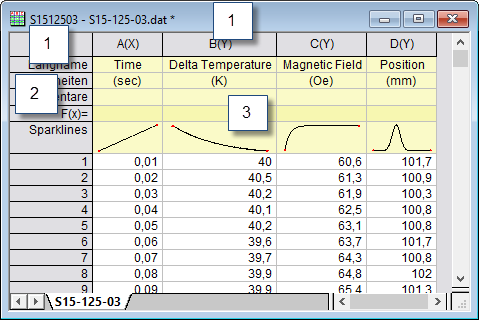 S1512503 - S15-125-03.dat *
1
1
A(X) B(Y) C(Y) D(Y)
Langname Time Delta Temperature Magnetic Field Position
2
heiten (sec) (K) (Oe) (mm)
entare
F(x)=
3
Sparklines
1 0,01 40 60,6 101,7
2 0,02 40,5 61,3 100,9
3 0,03 40,2 61,9 100,3
4 0,04 40,1 62,5 100,8
5 0,05 40,2 63,1 100,8
6 0,06 39,6 63,7 101,7
7 0,07 39,7 64,3 100,8
8 0,08 39,9 64,8 102
9 0,09 39,9 65,4 101,3
S15-125-03